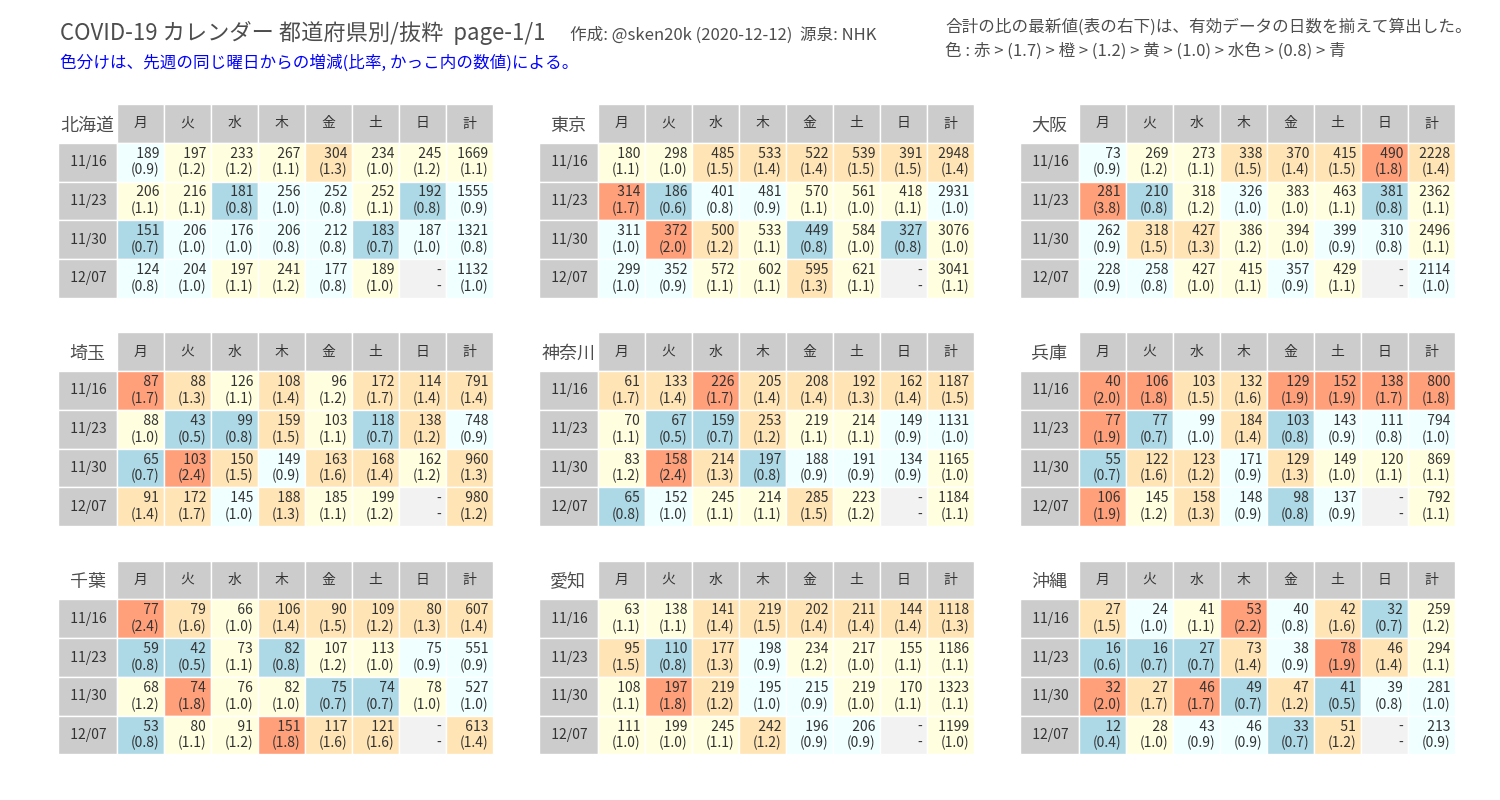 COVID-19 カレンダー 都道府県別/抜粋 page-1/1 作成: @sken20k (2020-12-12) 源泉: NHK
色分けは、先週の同じ曜日からの増減(比率, かっこ内の数値)による。
合計の比の最新値(表の右下)は、有効データの日数を揃えて算出した。
色 : 赤 > (1.7) > 橙 > (1.2) > 黄 > (1.0) > 水色 > (0.8) > 青
北海道 月 火 水 木 金 土 日 計
11/16 189 197 233 267 304 234 245 1669
(0.9) (1.2) (1.2) (1.1) (1.3) (1.0) (1.2) (1.1)
11/23 206 216 181 256 252 252 192 1555
(1.1) (1.1) (0.8) (1.0) (0.8) (1.1) (0.8) (0.9)
11/30 151 206 176 206 212 183 187 1321
(0.7) (1.0) (1.0) (0.8) (0.8) (0.7) (1.0) (0.8)
12/07 124 204 197 241 177 189 - 1132
(0.8) (1.0) (1.1) (1.2) (0.8) (1.0) - (1.0)
東京 月 火 水 木 金 土 日 計
11/16 180 298 485 533 522 539 391 2948
(1.1) (1.0) (1.5) (1.4) (1.4) (1.5) (1.5) (1.4)
11/23 314 186 401 481 570 561 418 2931
(1.7) (0.6) (0.8) (0.9) (1.1) (1.0) (1.1) (1.0)
11/30 311 372 500 533 449 584 327 3076
(1.0) (2.0) (1.2) (1.1) (0.8) (1.0) (0.8) (1.0)
12/07 299 352 572 602 595 621 - 3041
(1.0) (0.9) (1.1) (1.1) (1.3) (1.1) - (1.1)
大阪 月 火 水 木 金 土 日 計
11/16 73 269 273 338 370 415 490 2228
(0.9) (1.2) (1.1) (1.5) (1.4) (1.5) (1.8) (1.4)
11/23 281 210 318 326 383 463 381 2362
(3.8) (0.8) (1.2) (1.0) (1.0) (1.1) (0.8) (1.1)
11/30 262 318 427 386 394 399 310 2496
(0.9) (1.5) (1.3) (1.2) (1.0) (0.9) (0.8) (1.1)
12/07 228 258 427 415 357 429 - 2114
(0.9) (0.8) (1.0) (1.1) (0.9) (1.1) - (1.0)
埼玉 月 火 水 木 金 土 日 計
11/16 87 88 126 108 96 172 114 791
(1.7) (1.3) (1.1) (1.4) (1.2) (1.7) (1.4) (1.4)
11/23 88 43 99 159 103 118 138 748
(1.0) (0.5) (0.8) (1.5) (1.1) (0.7) (1.2) (0.9)
11/30 65 103 150 149 163 168 162 960
(0.7) (2.4) (1.5) (0.9) (1.6) (1.4) (1.2) (1.3)
12/07 91 172 145 188 185 199 - 980
(1.4) (1.7) (1.0) (1.3) (1.1) (1.2) - (1.2)
神奈川 月 火 水 木 金 土 日 計
11/16 61 133 226 205 208 192 162 1187
(1.7) (1.4) (1.7) (1.4) (1.4) (1.3) (1.4) (1.5)
11/23 70 67 159 253 219 214 149 1131
(1.1) (0.5) (0.7) (1.2) (1.1) (1.1) (0.9) (1.0)
11/30 83 158 214 197 188 191 134 1165
(1.2) (2.4) (1.3) (0.8) (0.9) (0.9) (0.9) (1.0)
12/07 65 152 245 214 285 223 - 1184
(0.8) (1.0) (1.1) (1.1) (1.5) (1.2) - (1.1)
兵庫 月 火 水 木 金 土 日 計
11/16 40 106 103 132 129 152 138 800
(2.0) (1.8) (1.5) (1.6) (1.9) (1.9) (1.7) (1.8)
11/23 77 77 99 184 103 143 111 794
(1.9) (0.7) (1.0) (1.4) (0.8) (0.9) (0.8) (1.0)
11/30 55 122 123 171 129 149 120 869
(0.7) (1.6) (1.2) (0.9) (1.3) (1.0) (1.1) (1.1)
12/07 106 145 158 148 98 137 - 792
(1.9) (1.2) (1.3) (0.9) (0.8) (0.9) - (1.1)
千葉 月 火 水 木 金 土 日 計
11/16 77 79 66 106 90 109 80 607
(2.4) (1.6) (1.0) (1.4) (1.5) (1.2) (1.3) (1.4)
11/23 59 42 73 82 107 113 75 551
(0.8) (0.5) (1.1) (0.8) (1.2) (1.0) (0.9) (0.9)
11/30 68 74 76 82 75 74 78 527
(1.2) (1.8) (1.0) (1.0) (0.7) (0.7) (1.0) (1.0)
12/07 53 80 91 151 117 121 - 613
(0.8) (1.1) (1.2) (1.8) (1.6) (1.6) - (1.4)
愛知 月 火 水 木 金 土 日 計
11/16 63 138 141 219 202 211 144 1118
(1.1) (1.1) (1.4) (1.5) (1.4) (1.4) (1.4) (1.3)
11/23 95 110 177 198 234 217 155 1186
(1.5) (0.8) (1.3) (0.9) (1.2) (1.0) (1.1) (1.1)
11/30 108 197 219 195 215 219 170 1323
(1.1) (1.8) (1.2) (1.0) (0.9) (1.0) (1.1) (1.1)
12/07 111 199 245 242 196 206 - 1199
(1.0) (1.0) (1.1) (1.2) (0.9) (0.9) - (1.0)
沖縄 月 火 水 木 金 土 日 計
11/16 27 24 41 53 40 42 32 259
(1.5) (1.0) (1.1) (2.2) (0.8) (1.6) (0.7) (1.2)
11/23 16 16 27 73 38 78 46 294
(0.6) (0.7) (0.7) (1.4) (0.9) (1.9) (1.4) (1.1)
11/30 32 27 46 49 47 41 39 281
(2.0) (1.7) (1.7) (0.7) (1.2) (0.5) (0.8) (1.0)
12/07 12 28 43 46 33 51 - 213
(0.4) (1.0) (0.9) (0.9) (0.7) (1.2) - (0.9)